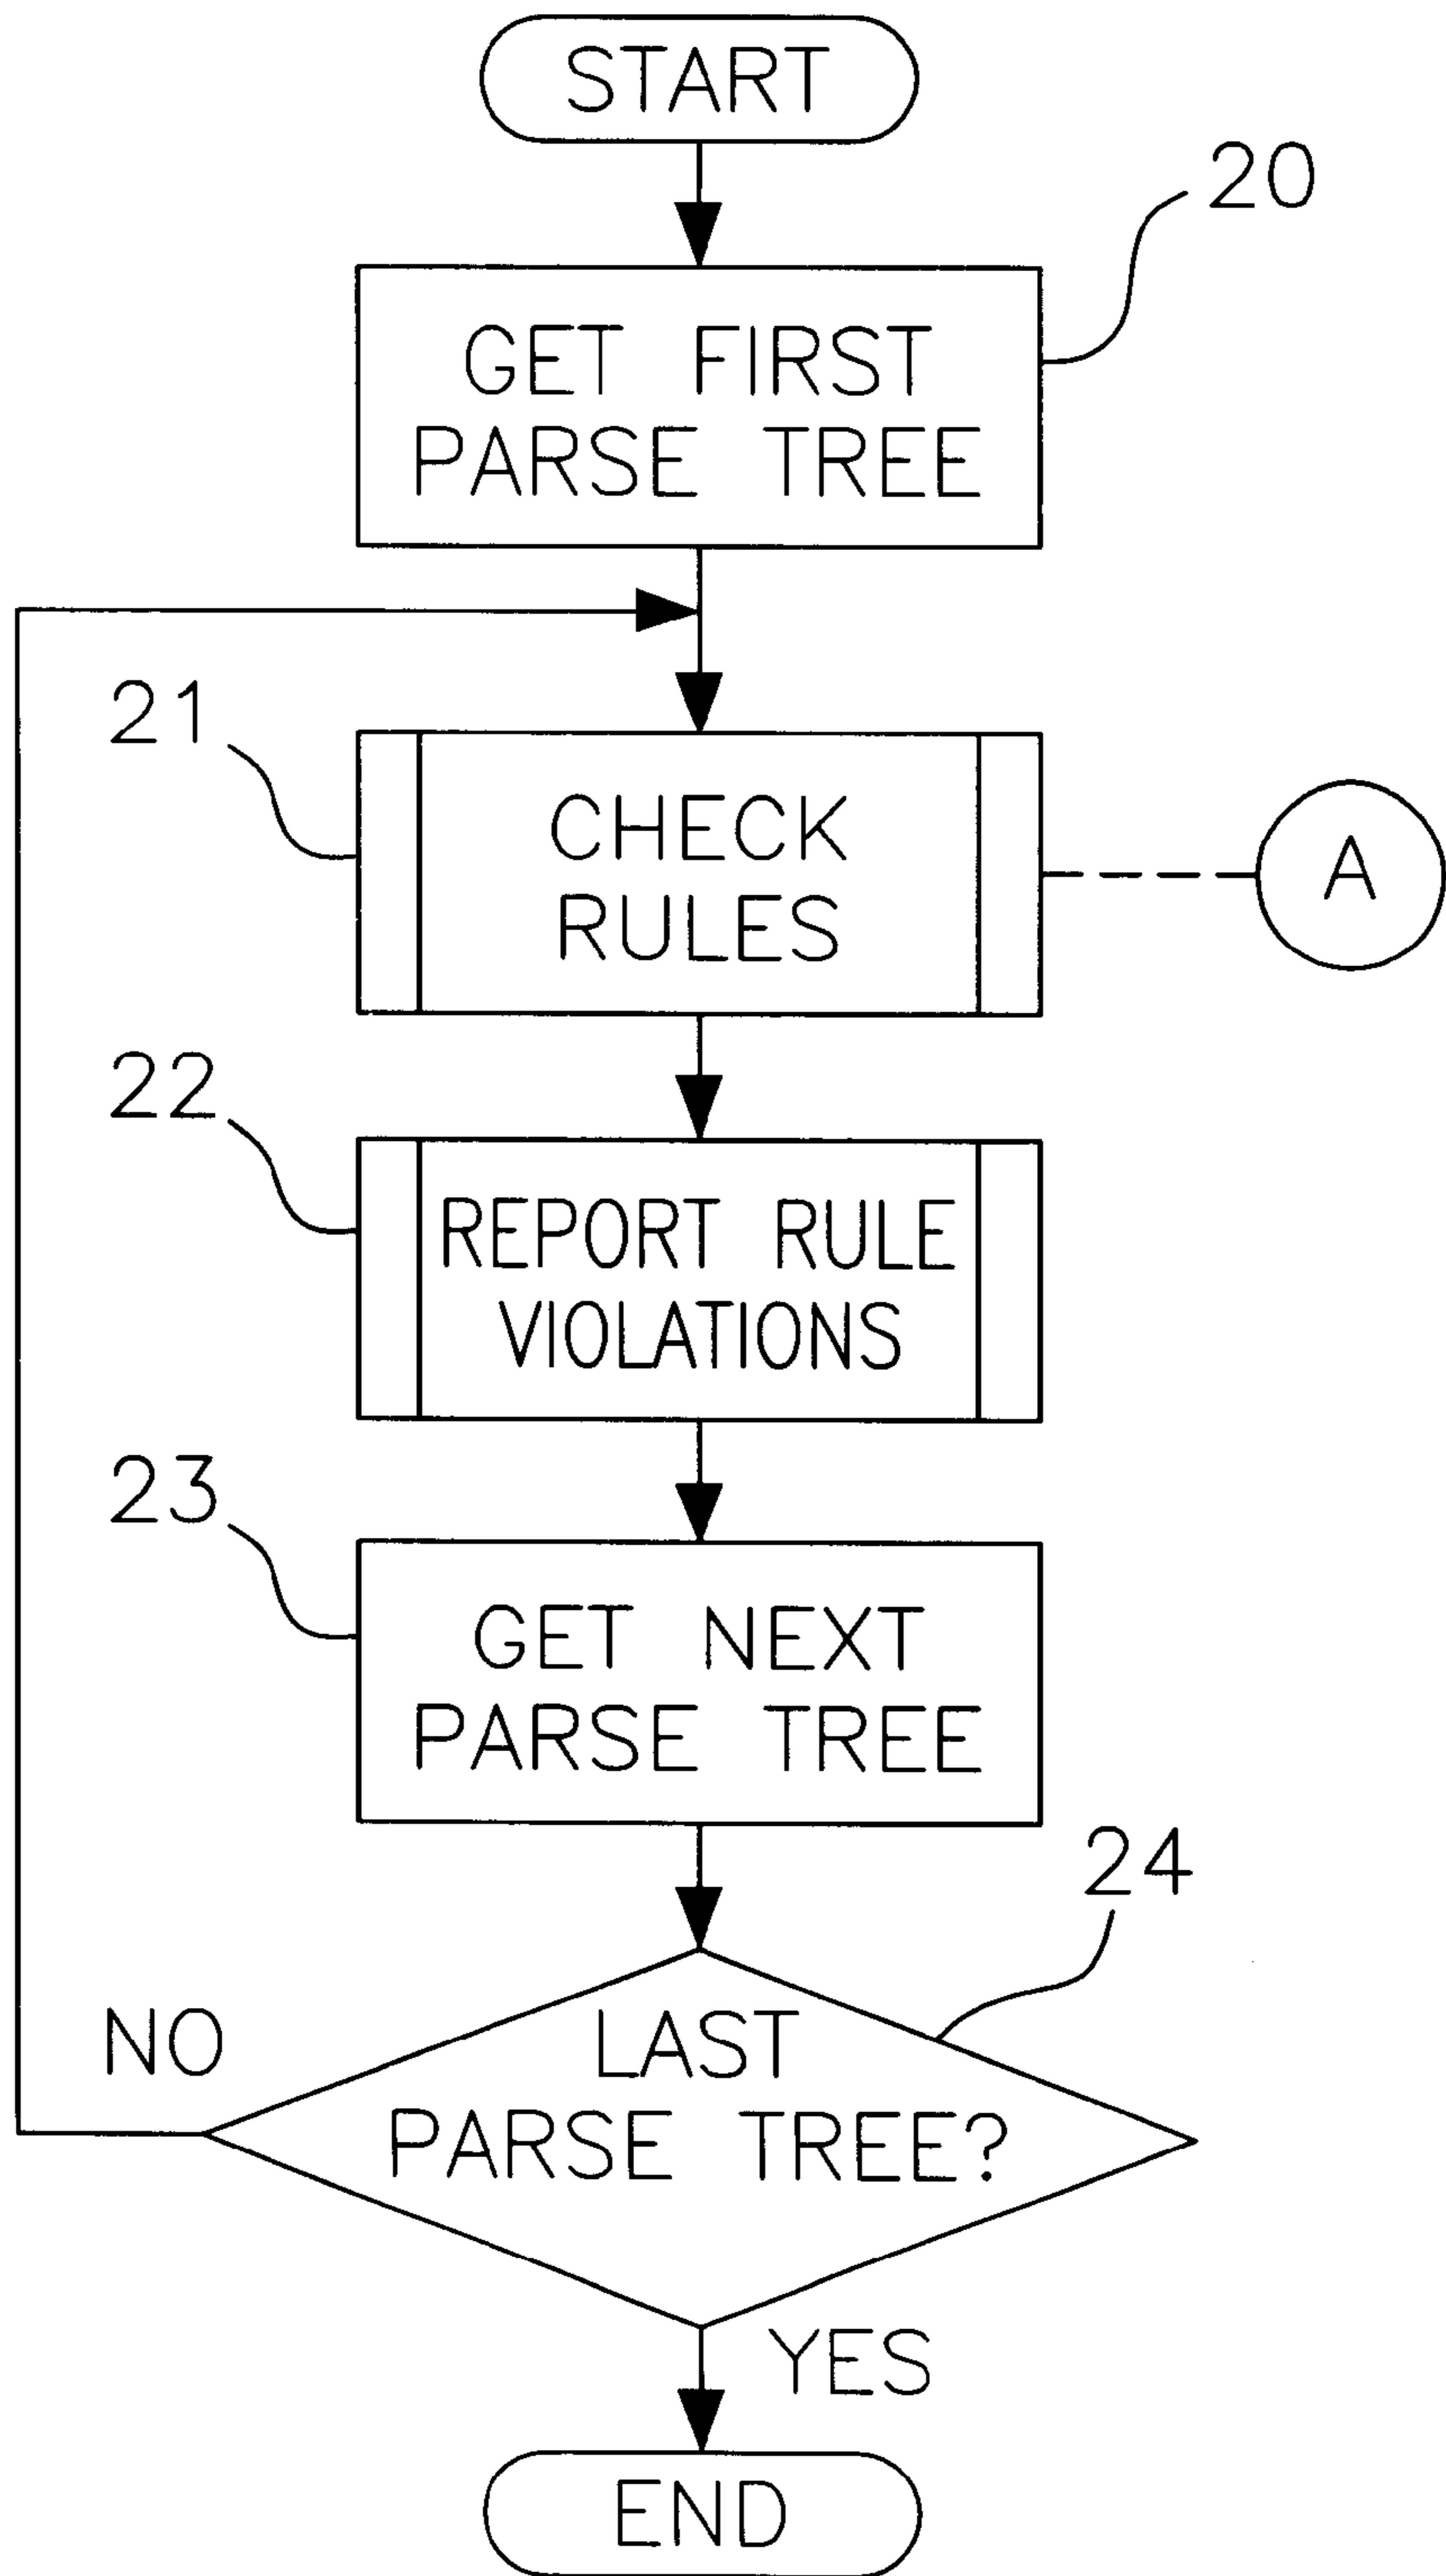 START
20
GET FIRST
PARSE TREE
21
CHECK
RULES
A
22
REPORT RULE
VIOLATIONS
23
GET NEXT
PARSE TREE
24
NO
LAST
PARSE TREE?
YES
END